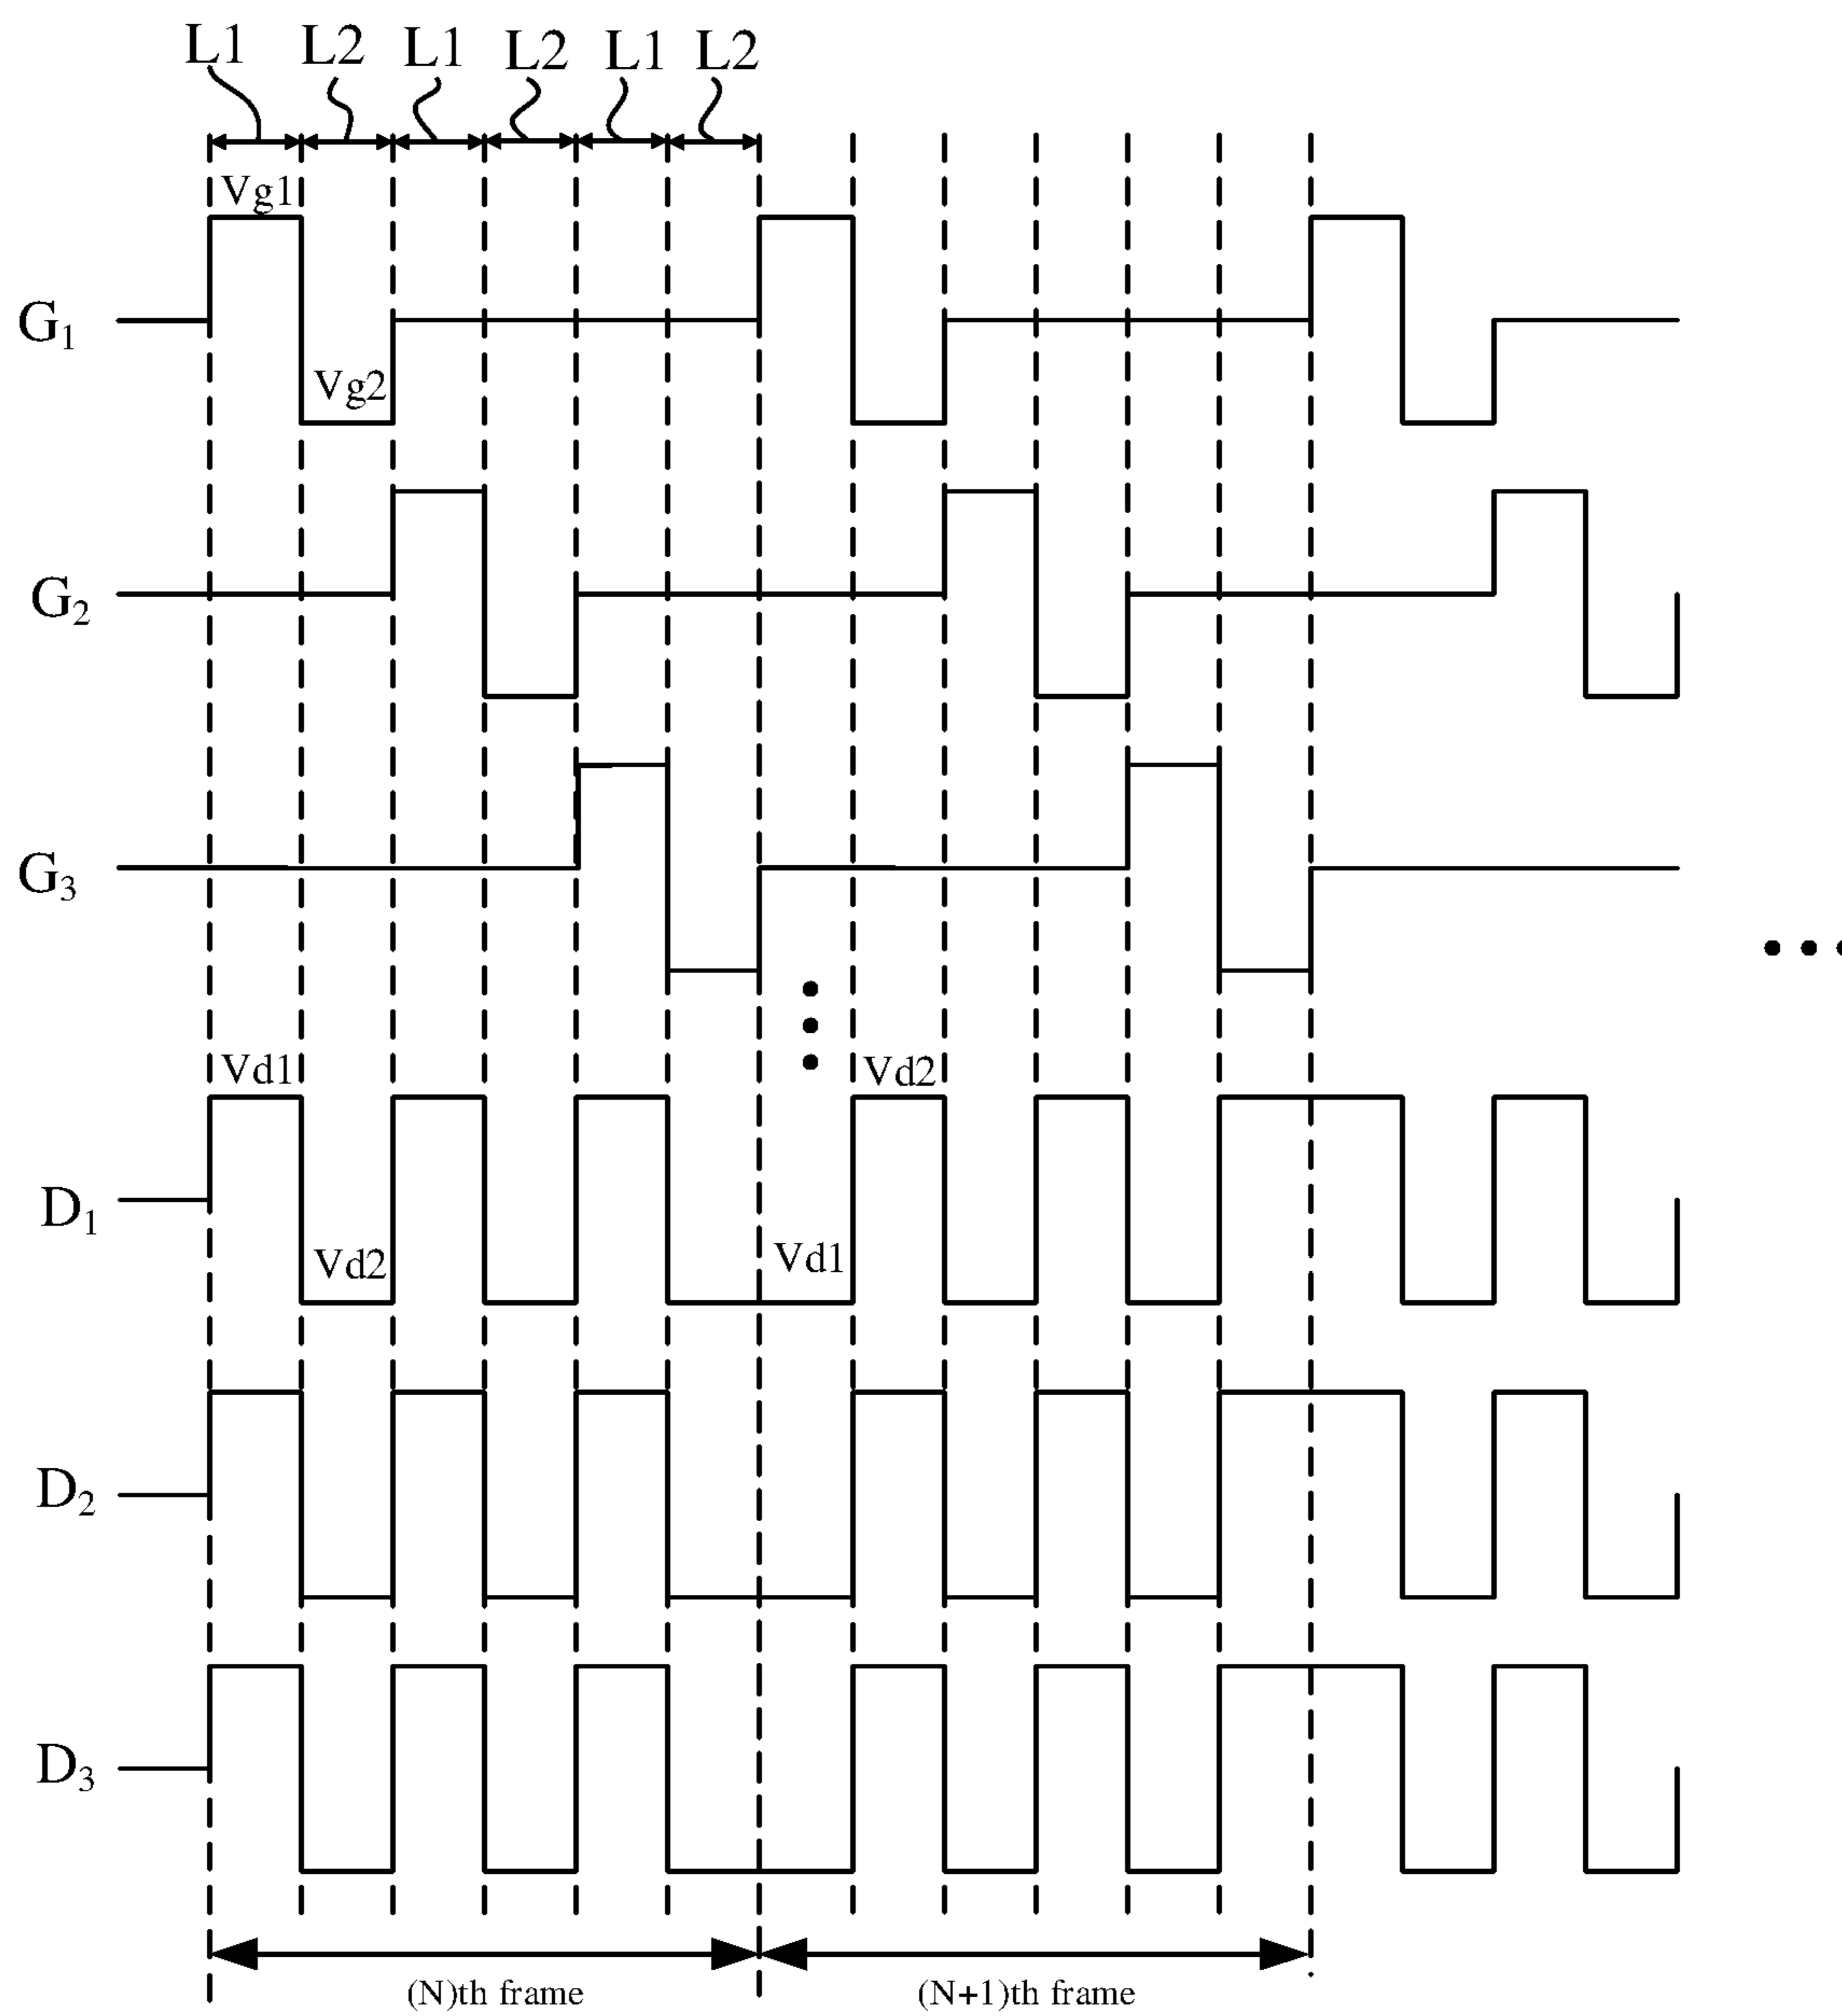 L1 L2 L1 L2 L1 L2
Vg1
G1
Vg2
G2
G3
Vd1 Vd2
D1
Vd2 Vd1
D2
D3
(N)th frame (N+1)th frame